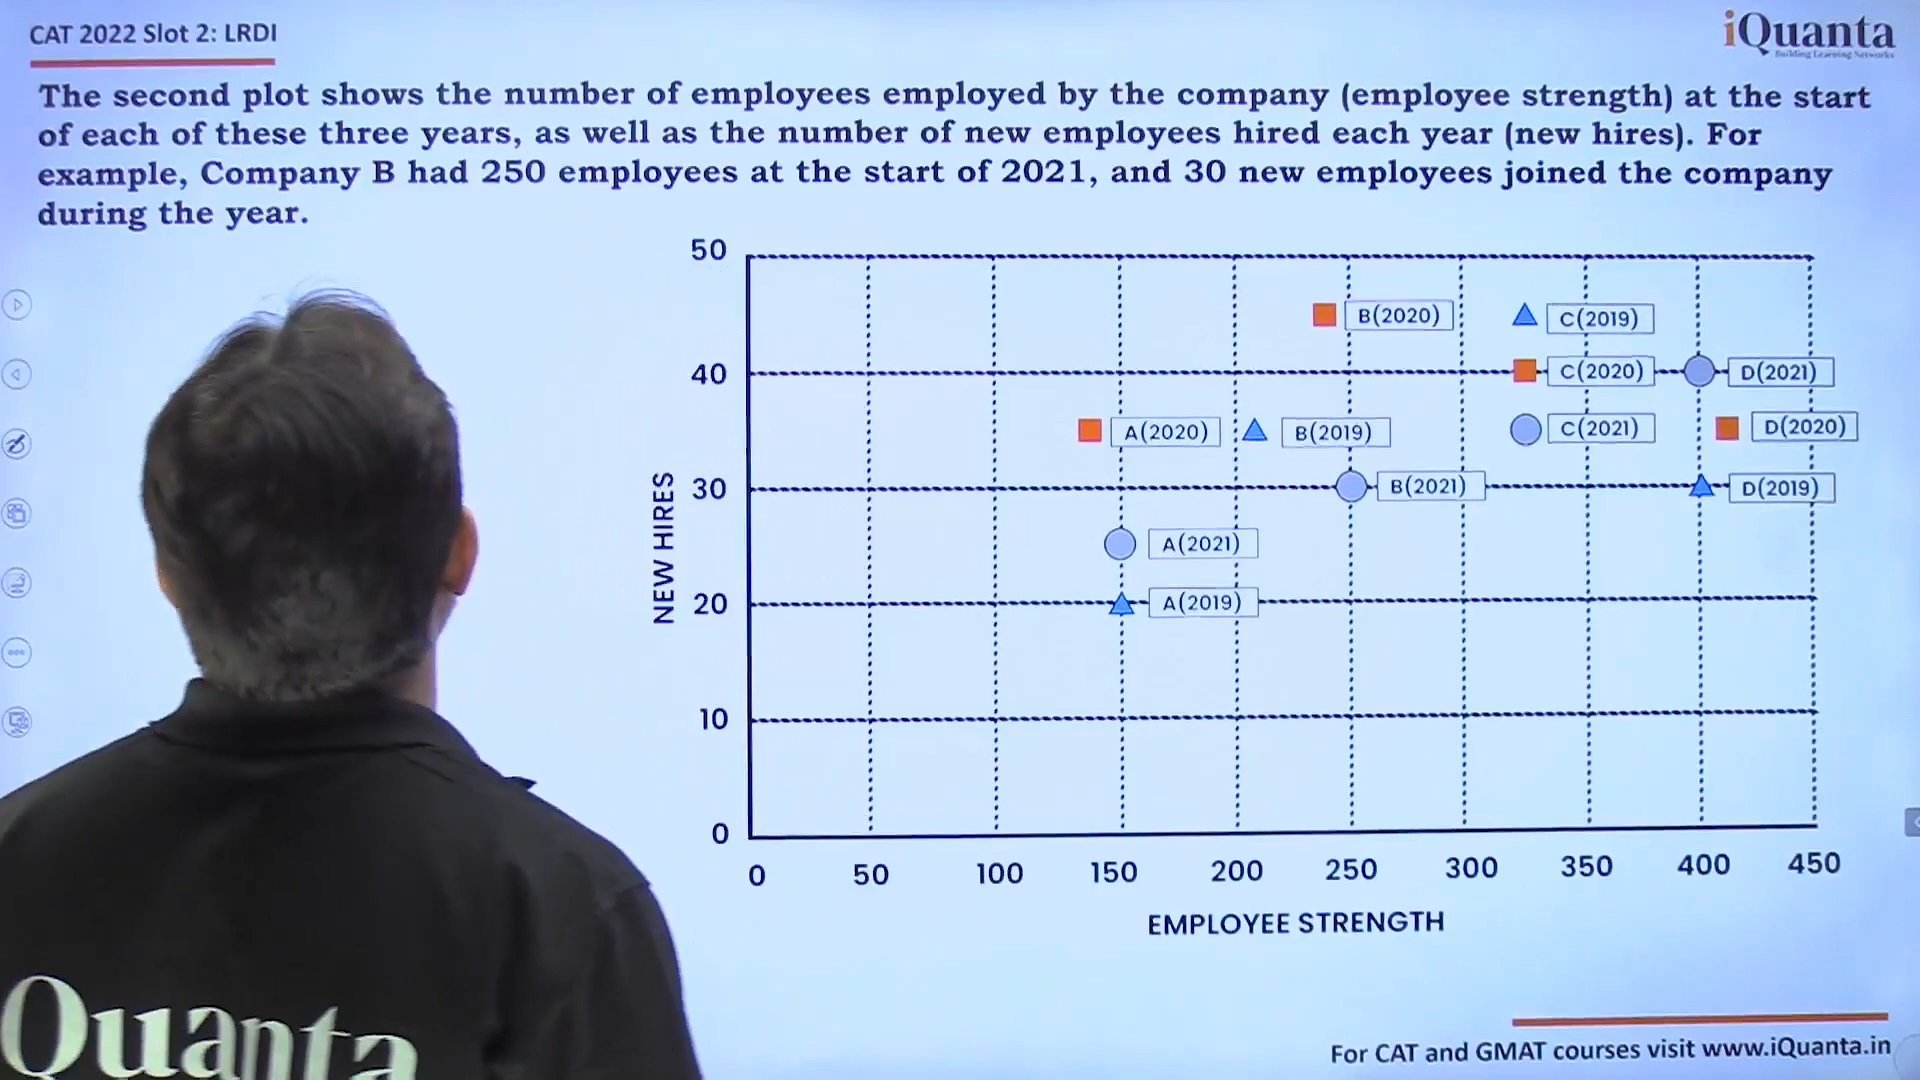 CAT 2022 Slot 2: LRDI
iQuanta
Building Learning Networks
The second plot shows the number of employees employed by the company (employee strength) at the start
of each of these three years, as well as the number of new employees hired each year (new hires). For
example, Company B had 250 employees at the start of 2021, and 30 new employees joined the company
during the year.
50
B(2020)
C(2019)
40
C(2020)
D(2021)
A(2020)
B(2019)
C(2021)
D(2020)
NEW HIRES
30
B(2021)
D(2019)
A(2021)
20
A(2019)
10
0
0 50 100 150 200 250 300 350 400 450
EMPLOYEE STRENGTH
Quanta
For CAT and GMAT courses visit www.iQuanta.in